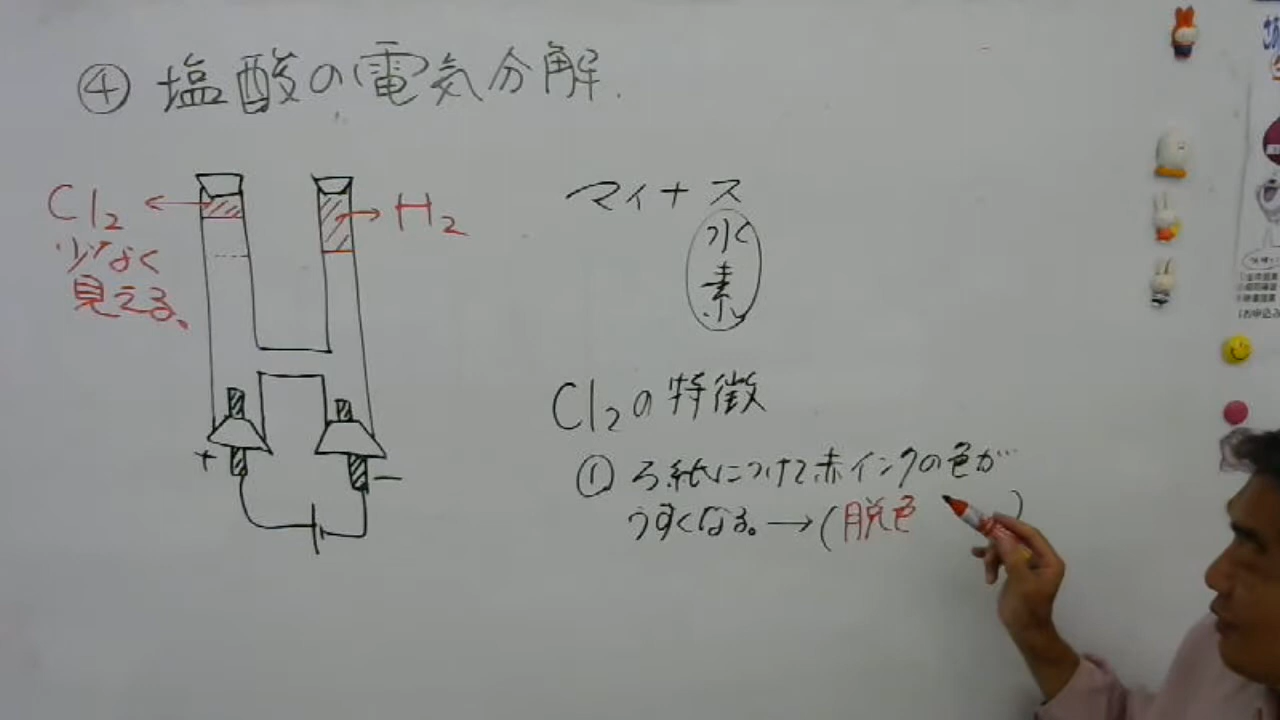 ④ 塩酸の電気分解.
Cl₂ ← → H₂
少なく
見える。
+ −
マイナス
水
素
Cl₂の特徴
① ろ紙につけて赤インクの色が
うすくなる。→(脱色 )